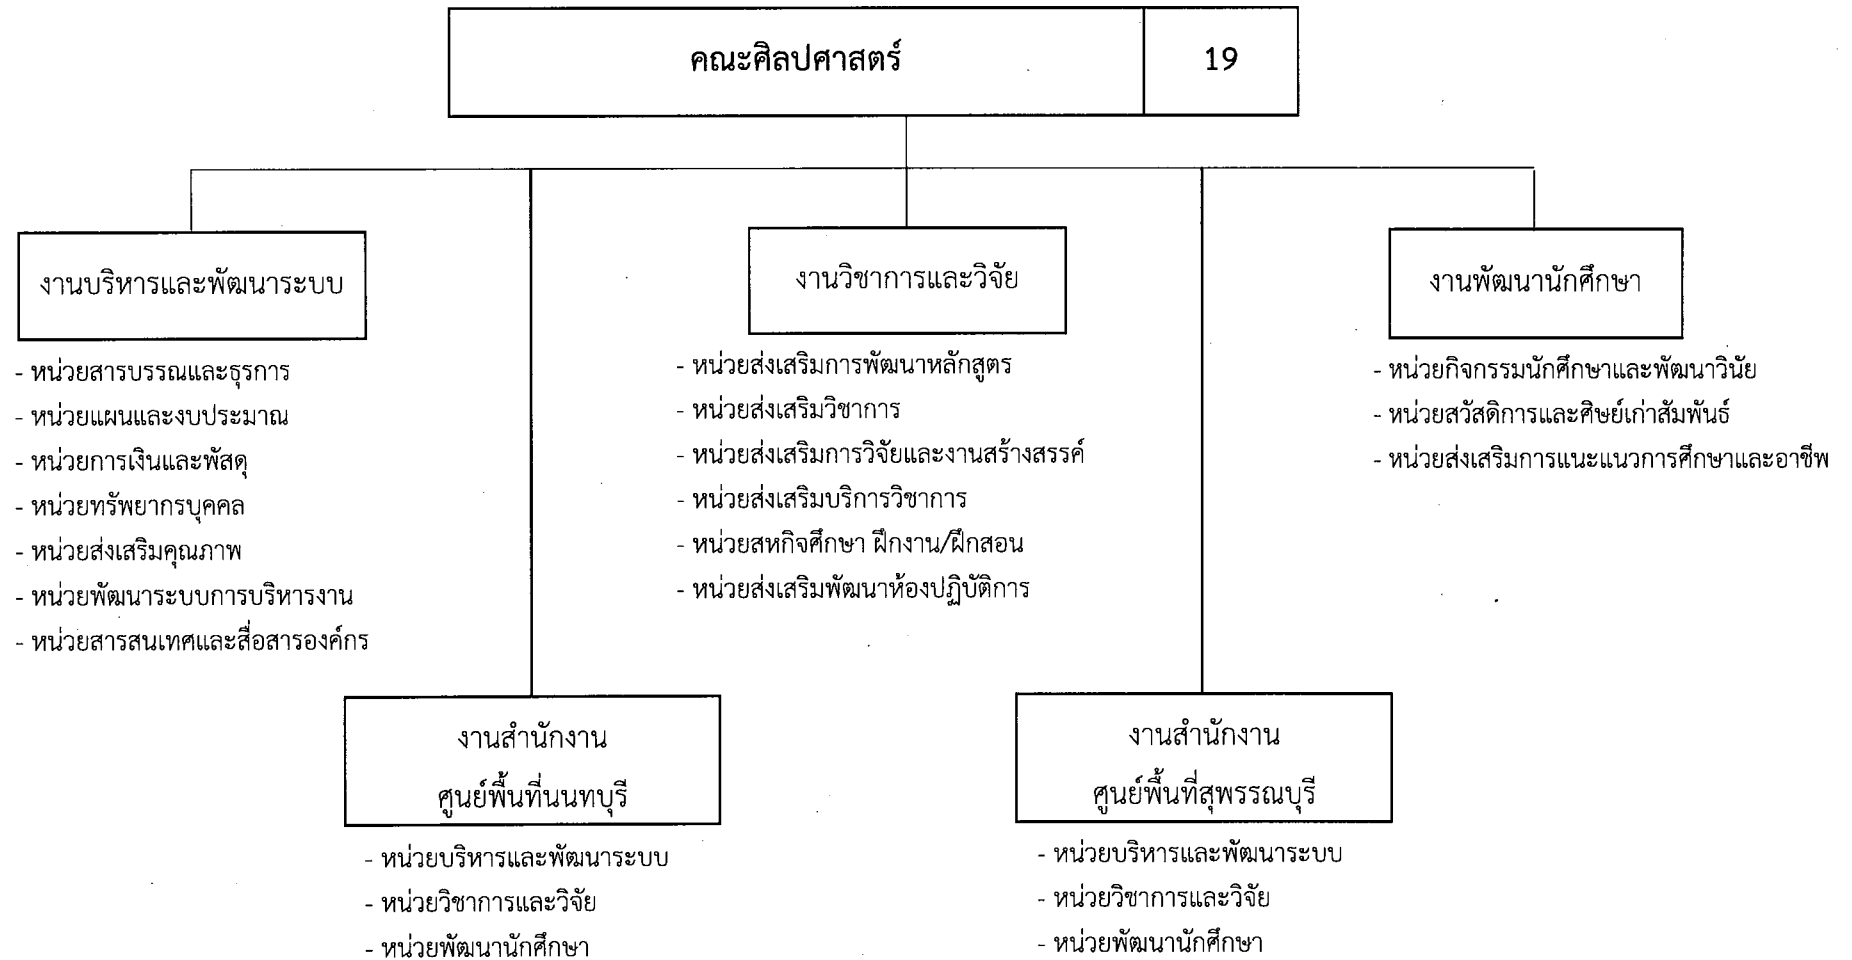 คณะศิลปศาสตร์
19
งานบริหารและพัฒนาระบบ
- หน่วยสารบรรณและธุรการ
- หน่วยแผนและงบประมาณ
- หน่วยการเงินและพัสดุ
- หน่วยทรัพยากรบุคคล
- หน่วยส่งเสริมคุณภาพ
- หน่วยพัฒนาระบบการบริหารงาน
- หน่วยสารสนเทศและสื่อสารองค์กร
งานวิชาการและวิจัย
- หน่วยส่งเสริมการพัฒนาหลักสูตร
- หน่วยส่งเสริมวิชาการ
- หน่วยส่งเสริมการวิจัยและงานสร้างสรรค์
- หน่วยส่งเสริมบริการวิชาการ
- หน่วยสหกิจศึกษา ฝึกงาน/ฝึกสอน
- หน่วยส่งเสริมพัฒนาห้องปฏิบัติการ
งานพัฒนานักศึกษา
- หน่วยกิจกรรมนักศึกษาและพัฒนาวินัย
- หน่วยสวัสดิการและศิษย์เก่าสัมพันธ์
- หน่วยส่งเสริมการแนะแนวการศึกษาและอาชีพ
งานสำนักงาน
ศูนย์พื้นที่นนทบุรี
- หน่วยบริหารและพัฒนาระบบ
- หน่วยวิชาการและวิจัย
- หน่วยพัฒนานักศึกษา
งานสำนักงาน
ศูนย์พื้นที่สุพรรณบุรี
- หน่วยบริหารและพัฒนาระบบ
- หน่วยวิชาการและวิจัย
- หน่วยพัฒนานักศึกษา